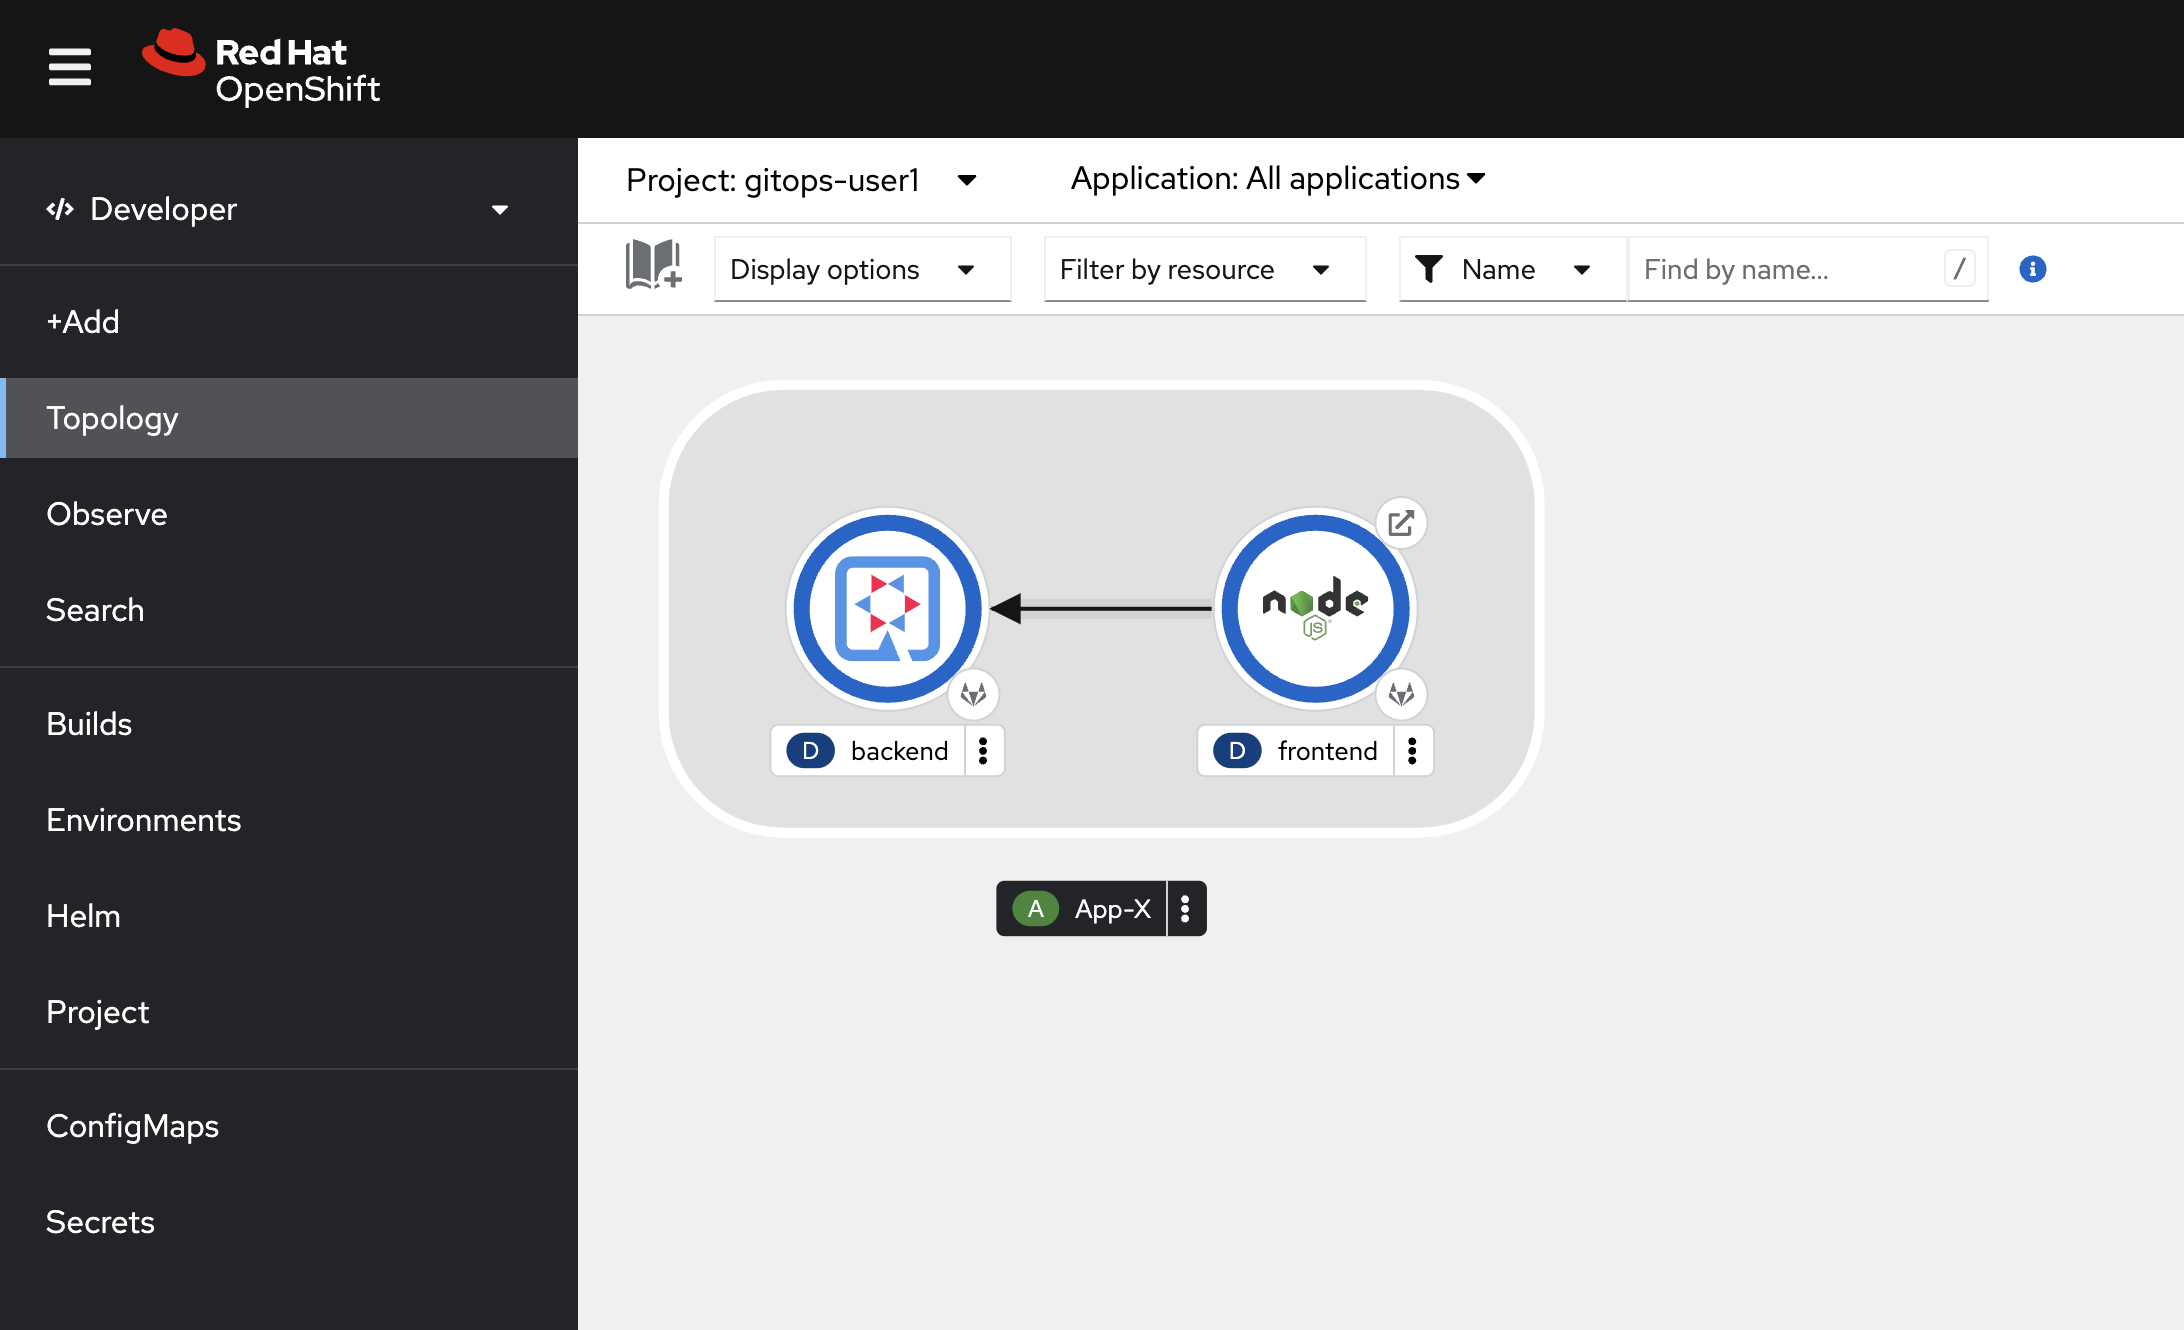 Red Hat
OpenShift
Developer
+Add
Topology
Observe
Search
Builds
Environments
Helm
Project
ConfigMaps
Secrets
Project: gitops-user1
Application: All applications
Display options
Filter by resource
Name
Find by name...
/
i
node
JS
D backend
D frontend
A App-X